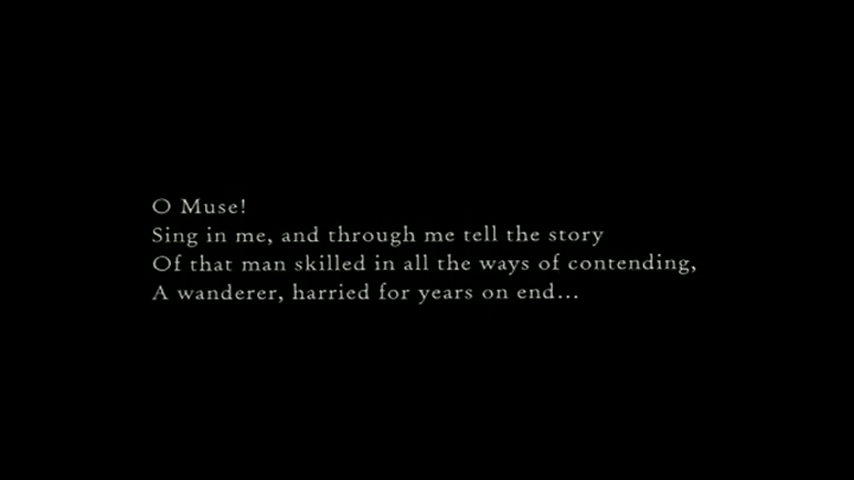 O Muse!
Sing in me, and through me tell the story
Of that man skilled in all the ways of contending,
A wanderer, harried for years on end...